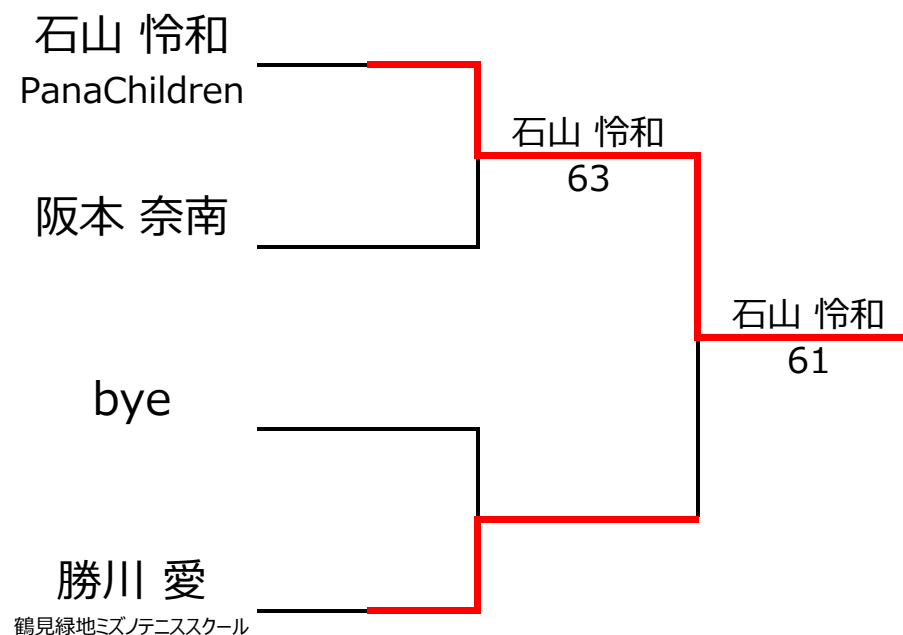 石山 怜和
PanaChildren
阪本 奈南
bye
勝川 愛
鶴見緑地ミズノテニススクール
石山 怜和
63
石山 怜和
61